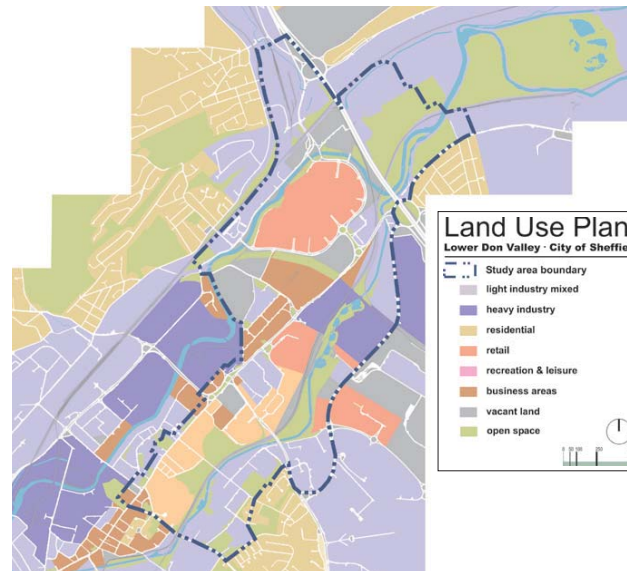 Land Use Plan
Lower Don Valley · City of Sheffie
Study area boundary
light industry mixed
heavy industry
residential
retail
recreation & leisure
business areas
vacant land
open space